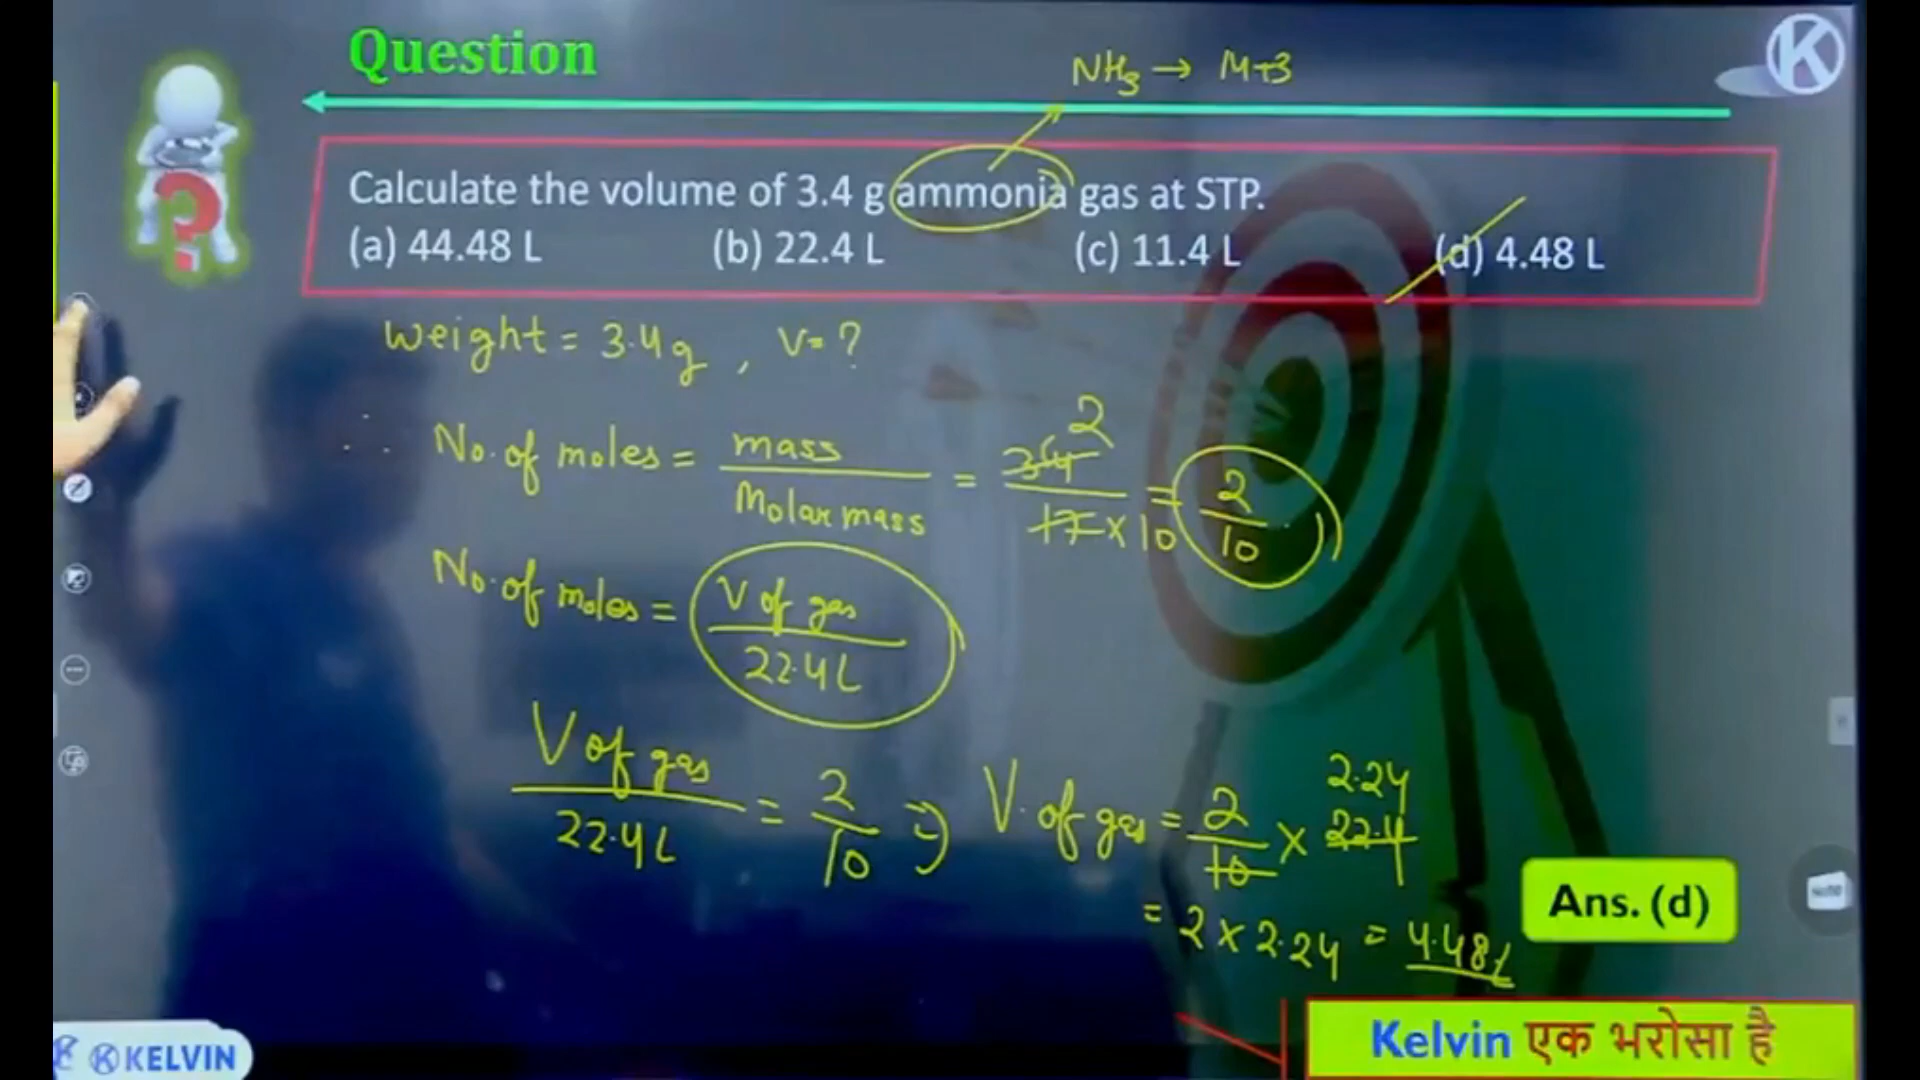 Question
NH₃ → 14+3
Calculate the volume of 3.4 g ammonia gas at STP.
(a) 44.48 L (b) 22.4 L (c) 11.4 L (d) 4.48 L
Weight = 3.4g , V= ?
No. of moles = mass / Molar mass = 34 2 / 17 × 10 = 2 / 10
No. of moles = V of gas / 22.4L
V of gas / 22.4L = 2 / 10 ⇒ V. of gas = 2 / 10 × 22.4 2.24
= 2 × 2.24 = 4.48L
Ans. (d)
KELVIN
Kelvin एक भरोसा है